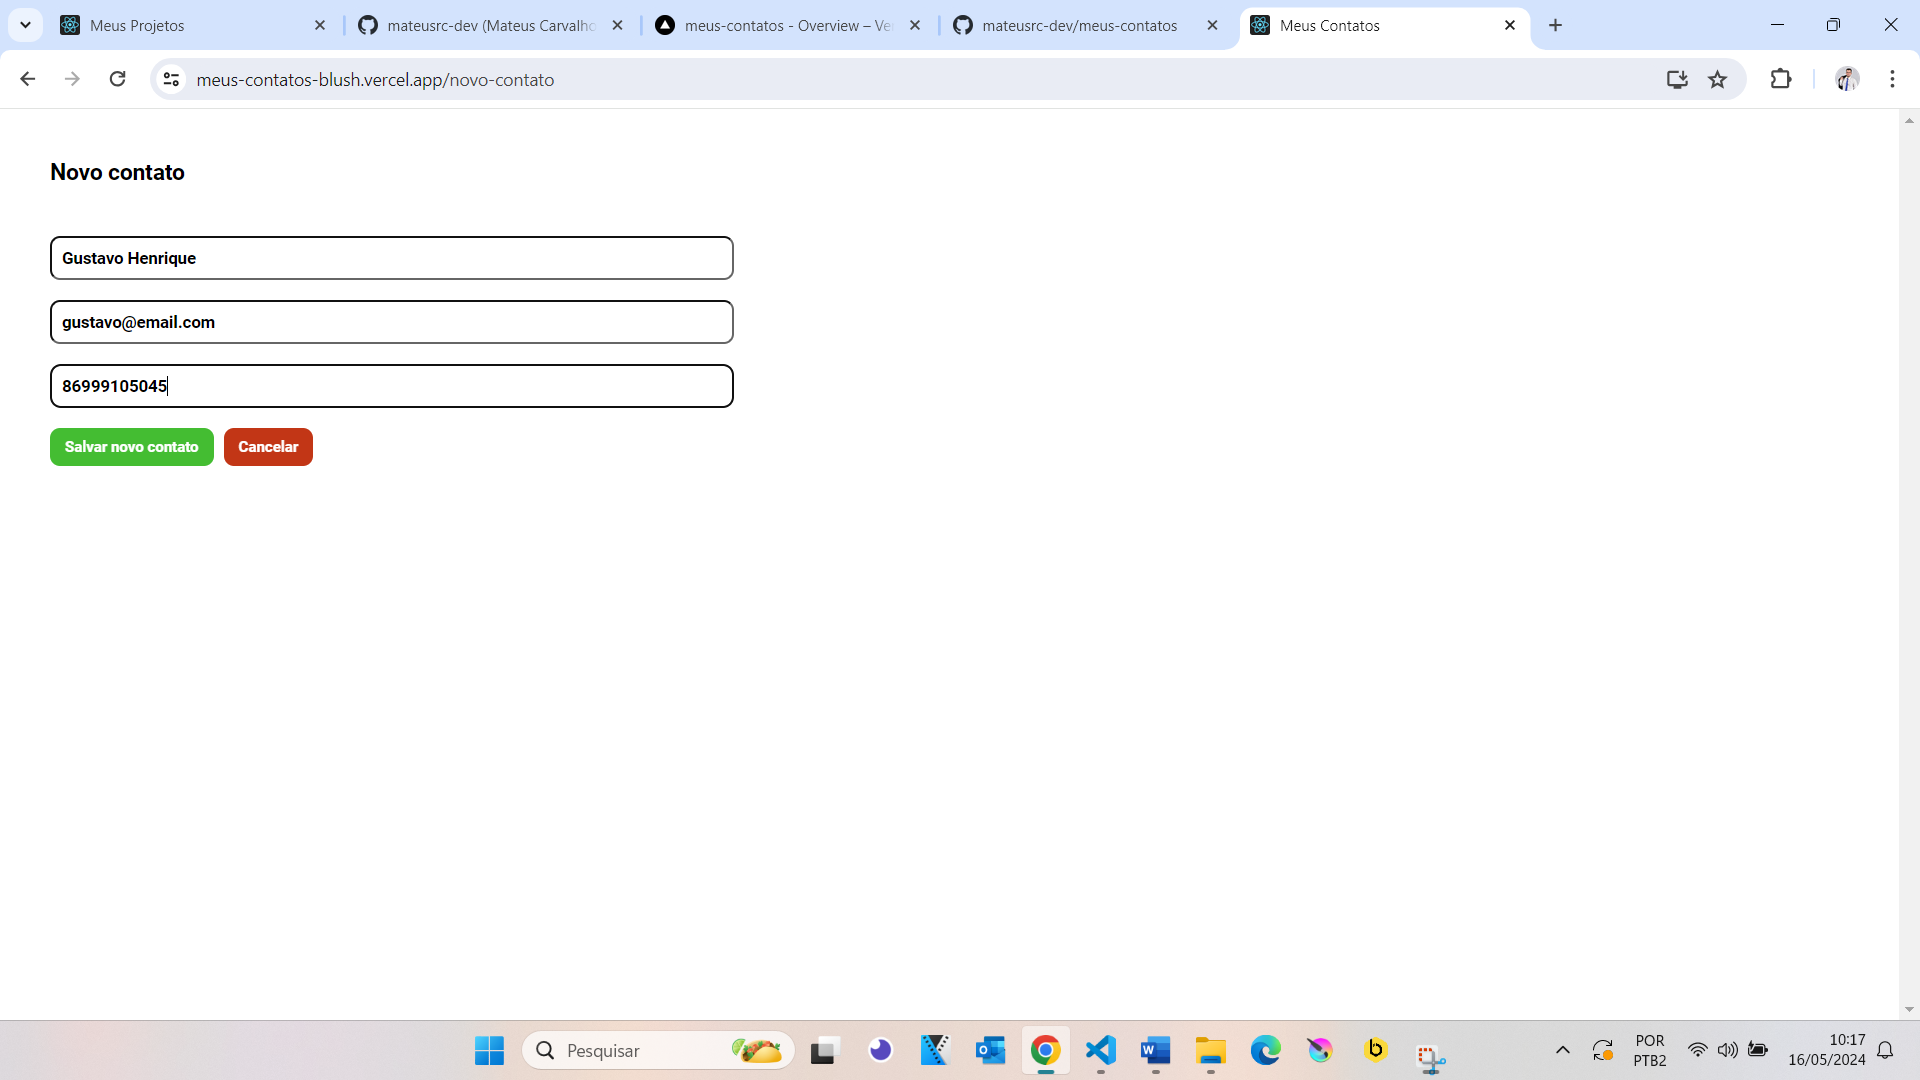 Meus Projetos
mateusrc-dev (Mateus Carvalho
meus-contatos - Overview – Ve
mateusrc-dev/meus-contatos
Meus Contatos
meus-contatos-blush.vercel.app/novo-contato
Novo contato
Gustavo Henrique
gustavo@email.com
86999105045
Salvar novo contato
Cancelar
Pesquisar
POR
PTB2
10:17
16/05/2024